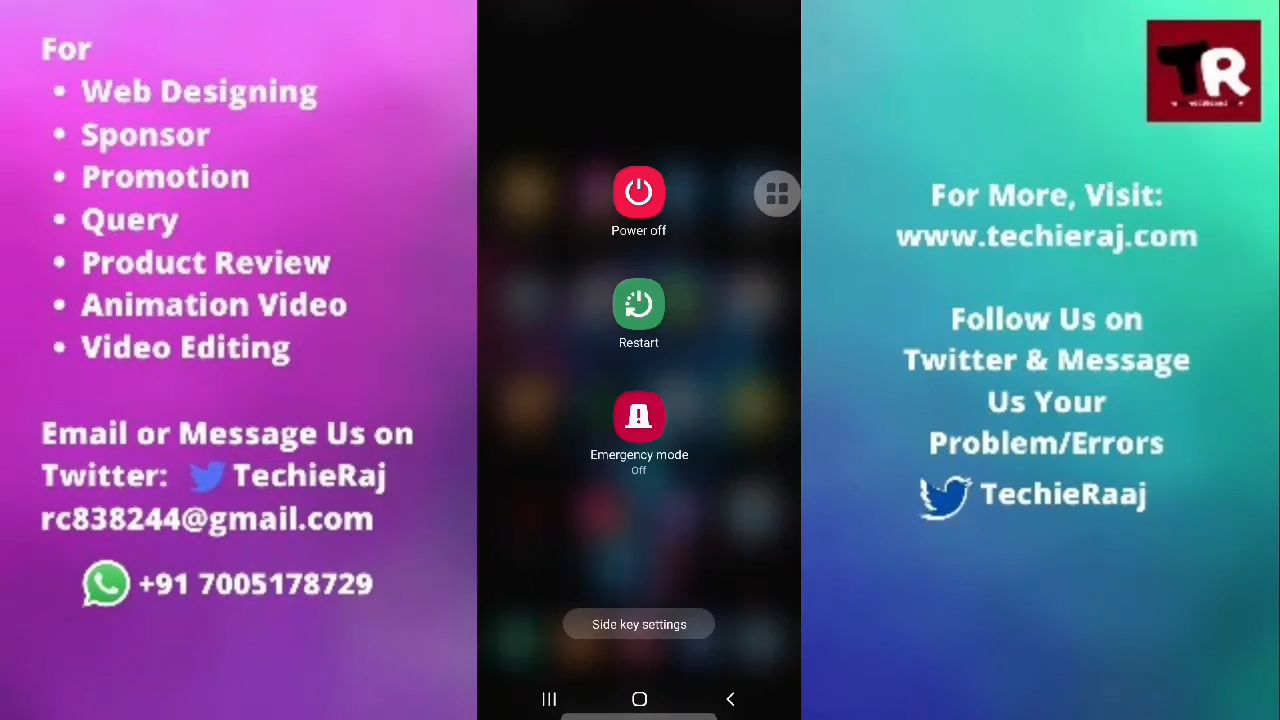 For
• Web Designing
• Sponsor
• Promotion
• Query
• Product Review
• Animation Video
• Video Editing
Email or Message Us on
Twitter: TechieRaj
rc838244@gmail.com
+91 7005178729
Power off
Restart
Emergency mode
Off
Side key settings
TR
For More, Visit:
www.techieraj.com
Follow Us on
Twitter & Message
Us Your
Problem/Errors
TechieRaaj